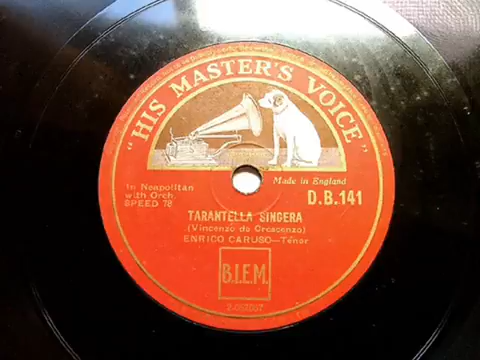 "HIS MASTER'S VOICE"
In Neapolitan
with Orch.
SPEED 78
Made in England
D.B.141
TARANTELLA SINCERA
(Vincenzo de Crescenzo)
ENRICO CARUSO—Tenor
B.I.E.M.